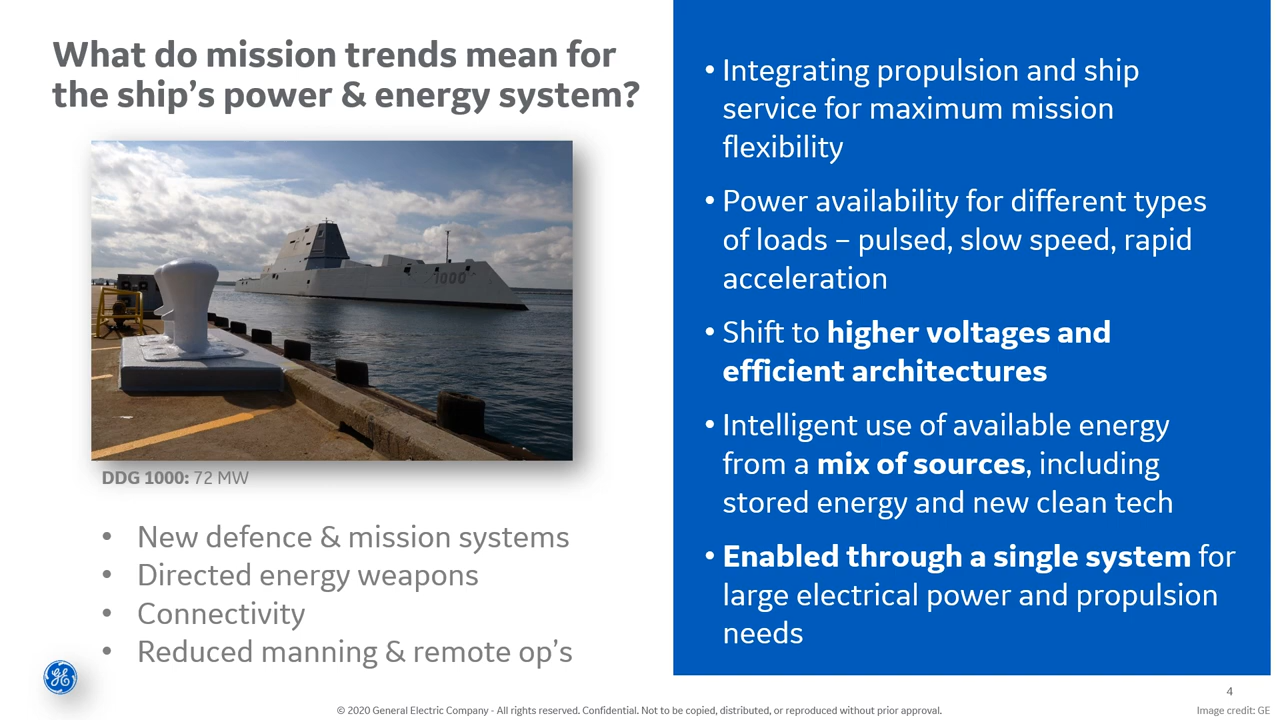 What do mission trends mean for
the ship’s power & energy system?
1000
DDG 1000: 72 MW
• New defence & mission systems
• Directed energy weapons
• Connectivity
• Reduced manning & remote op’s
• Integrating propulsion and ship
service for maximum mission
flexibility
• Power availability for different types
of loads – pulsed, slow speed, rapid
acceleration
• Shift to higher voltages and
efficient architectures
• Intelligent use of available energy
from a mix of sources, including
stored energy and new clean tech
• Enabled through a single system for
large electrical power and propulsion
needs
GE
4
© 2020 General Electric Company - All rights reserved. Confidential. Not to be copied, distributed, or reproduced without prior approval.
Image credit: GE